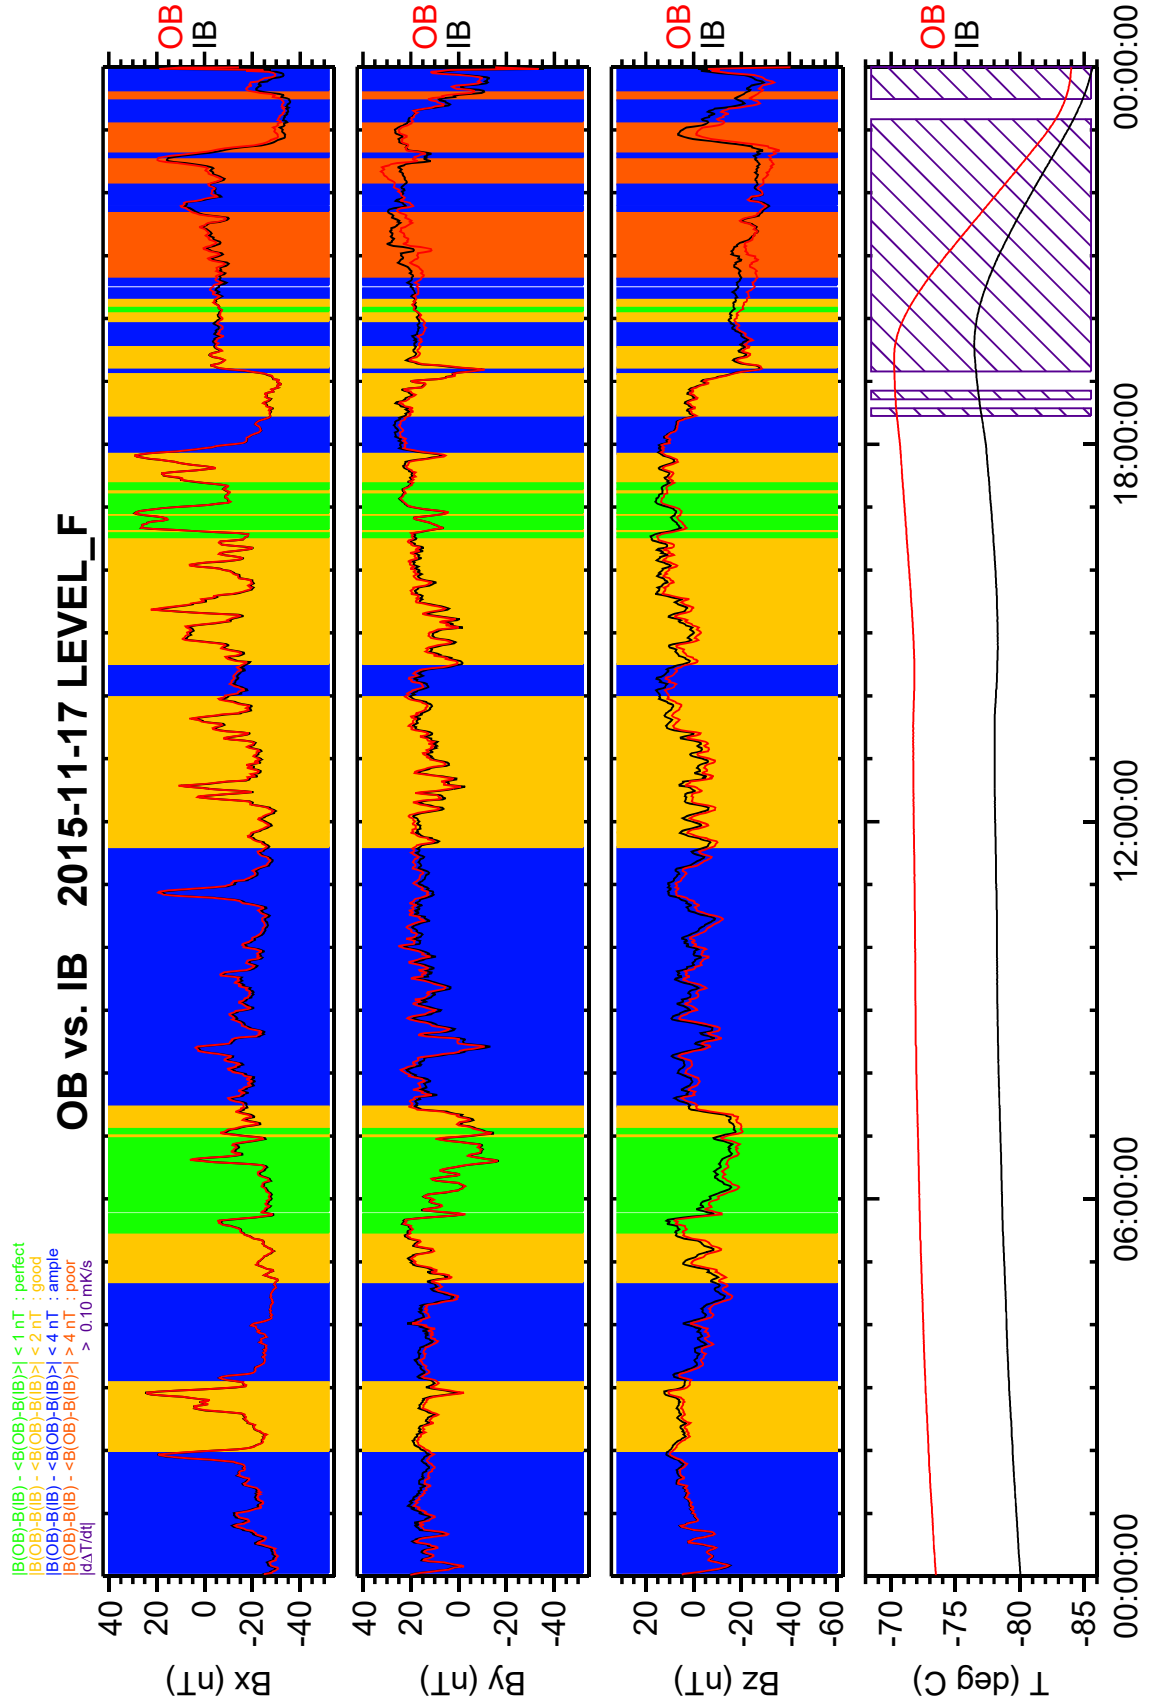 |B(OB)-B(IB) - <B(OB)-B(IB)>| < 1 nT : perfect
|B(OB)-B(IB) - <B(OB)-B(IB)>| < 2 nT : good
|B(OB)-B(IB) - <B(OB)-B(IB)>| < 4 nT : ample
|B(OB)-B(IB) - <B(OB)-B(IB)>| > 4 nT : poor
|dΔT/dt| > 0.10 mK/s
OB vs. IB 2015-11-17 LEVEL_F
Bx (nT)
40
20
0
-20
-40
OB
IB
By (nT)
40
20
0
-20
-40
OB
IB
Bz (nT)
20
0
-20
-40
-60
OB
IB
T (deg C)
-70
-75
-80
-85
OB
IB
00:00:00
06:00:00
12:00:00
18:00:00
00:00:00